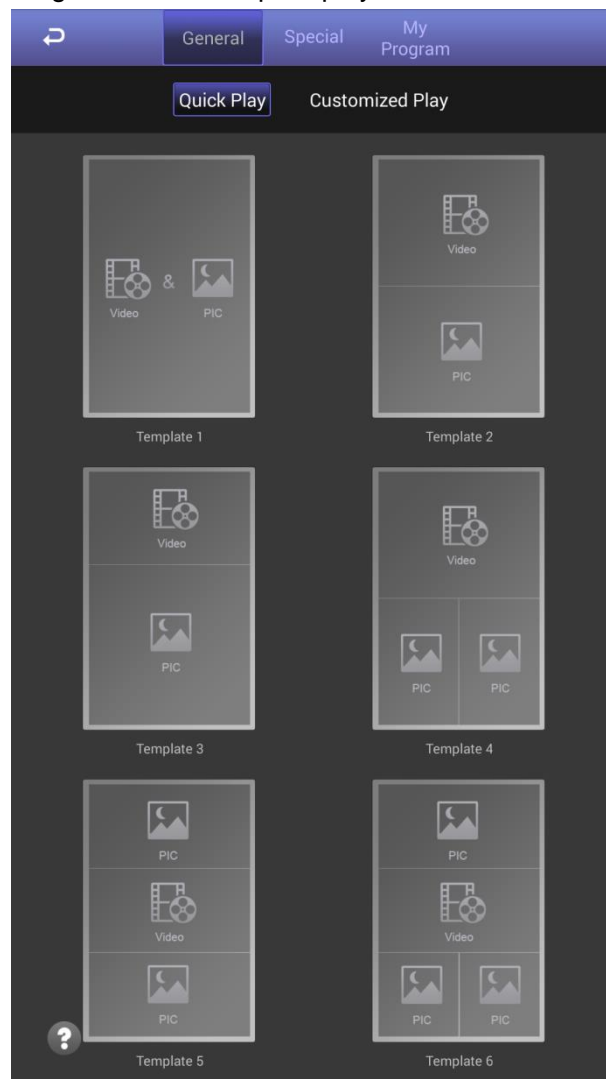 General Special My Program
Quick Play Customized Play
Video & PIC
Template 1
Video
PIC
Template 2
Video
PIC
Template 3
Video
PIC PIC
Template 4
PIC
Video
PIC
Template 5
PIC
Video
PIC PIC
Template 6
?